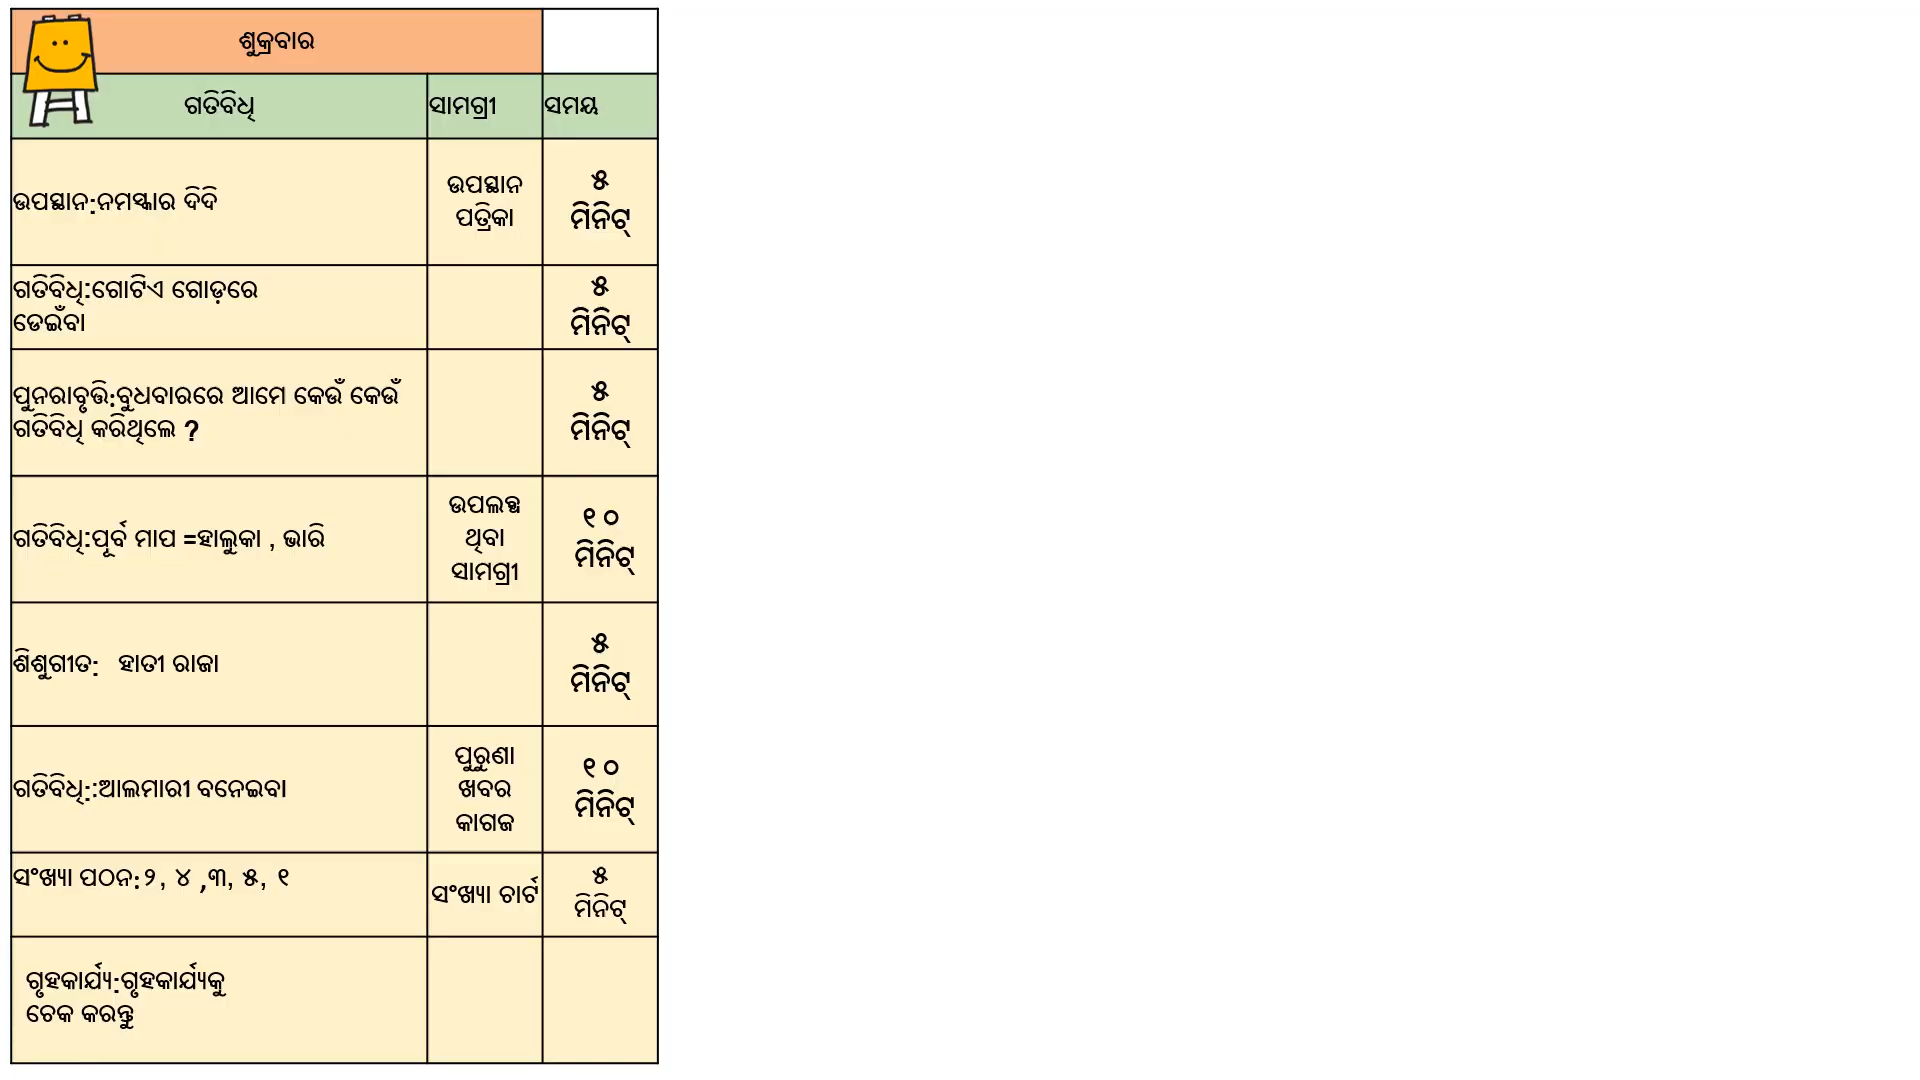 ଶୁକ୍ରବାର
ଗତିବିଧି ସାମଗ୍ରୀ ସମୟ
ଉପସ୍ଥାନ:ନମସ୍କାର ଦିଦି
ଉପସ୍ଥାନ
ପତ୍ରିକା
୫
ମିନିଟ୍
ଗତିବିଧି:ଗୋଟିଏ ଗୋଡ଼ରେ
ଡେଇଁବା
୫
ମିନିଟ୍
ପୁନରାବୃତ୍ତି:ବୁଧବାରରେ ଆମେ କେଉଁ କେଉଁ
ଗତିବିଧି କରିଥିଲେ ?
୫
ମିନିଟ୍
ଗତିବିଧି:ପୂର୍ବ ମାପ =ହାଲୁକା , ଭାରି
ଉପଲବ୍ଧ
ଥିବା
ସାମଗ୍ରୀ
୧୦
ମିନିଟ୍
ଶିଶୁଗୀତ: ହାତୀ ରାଜା
୫
ମିନିଟ୍
ଗତିବିଧି::ଆଲମାରୀ ବନେଇବା
ପୁରୁଣା
ଖବର
କାଗଜ
୧୦
ମିନିଟ୍
ସଂଖ୍ୟା ପଠନ:୨, ୪ ,୩, ୫, ୧
ସଂଖ୍ୟା ଚାର୍ଟ
୫
ମିନିଟ୍
ଗୃହକାର୍ଯ୍ୟ:ଗୃହକାର୍ଯ୍ୟକୁ
ଚେକ କରନ୍ତୁ